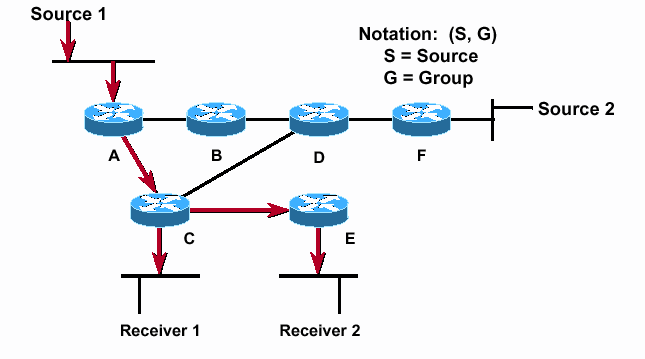 Source 1
Notation: (S, G)
S = Source
G = Group
Source 2
A
B
D
F
C
E
Receiver 1
Receiver 2